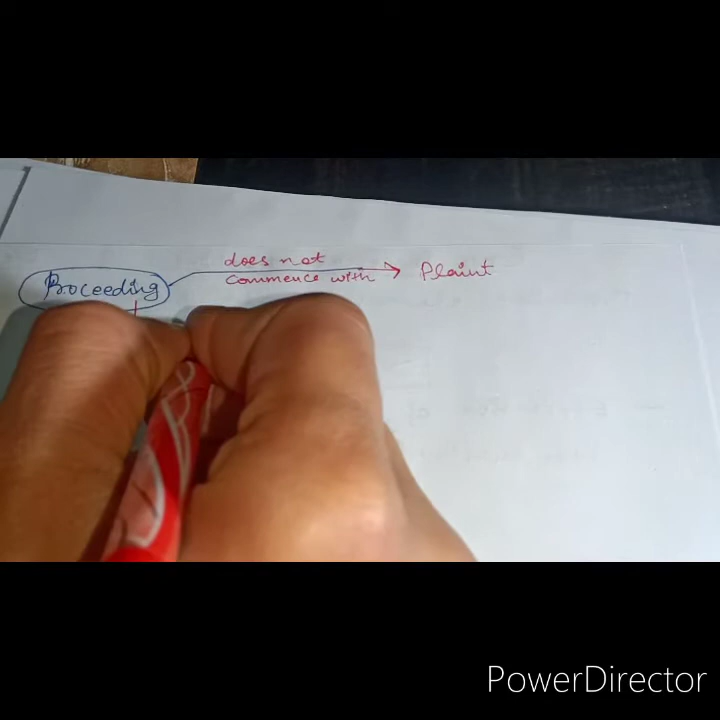 does not
commence with
Proceeding
Plaint
PowerDirector